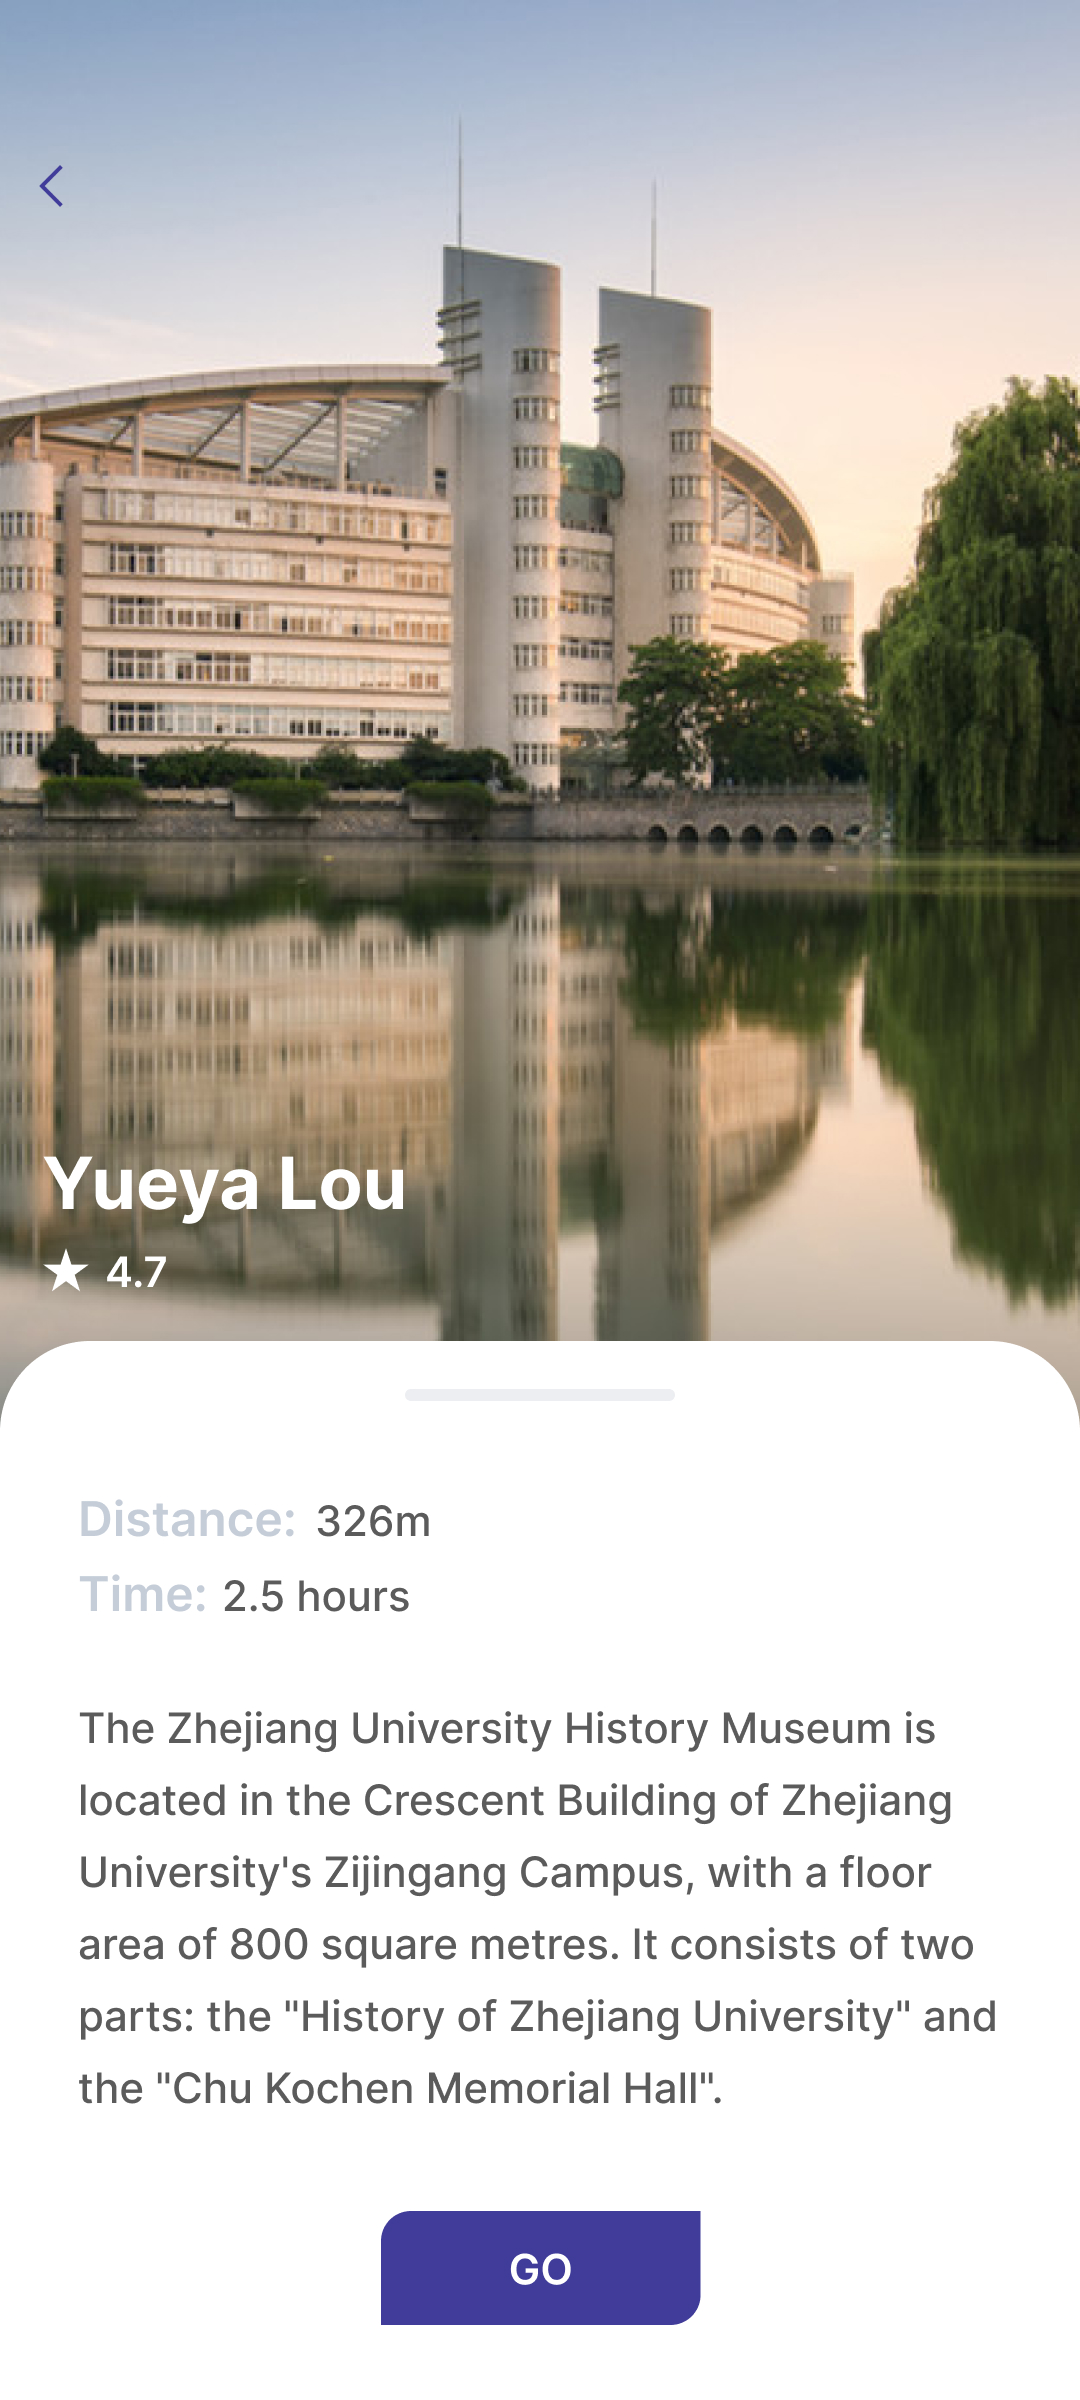 Yueya Lou
★ 4.7
Distance: 326m
Time: 2.5 hours
The Zhejiang University History Museum is
located in the Crescent Building of Zhejiang
University's Zijingang Campus, with a floor
area of 800 square metres. It consists of two
parts: the "History of Zhejiang University" and
the "Chu Kochen Memorial Hall".
GO